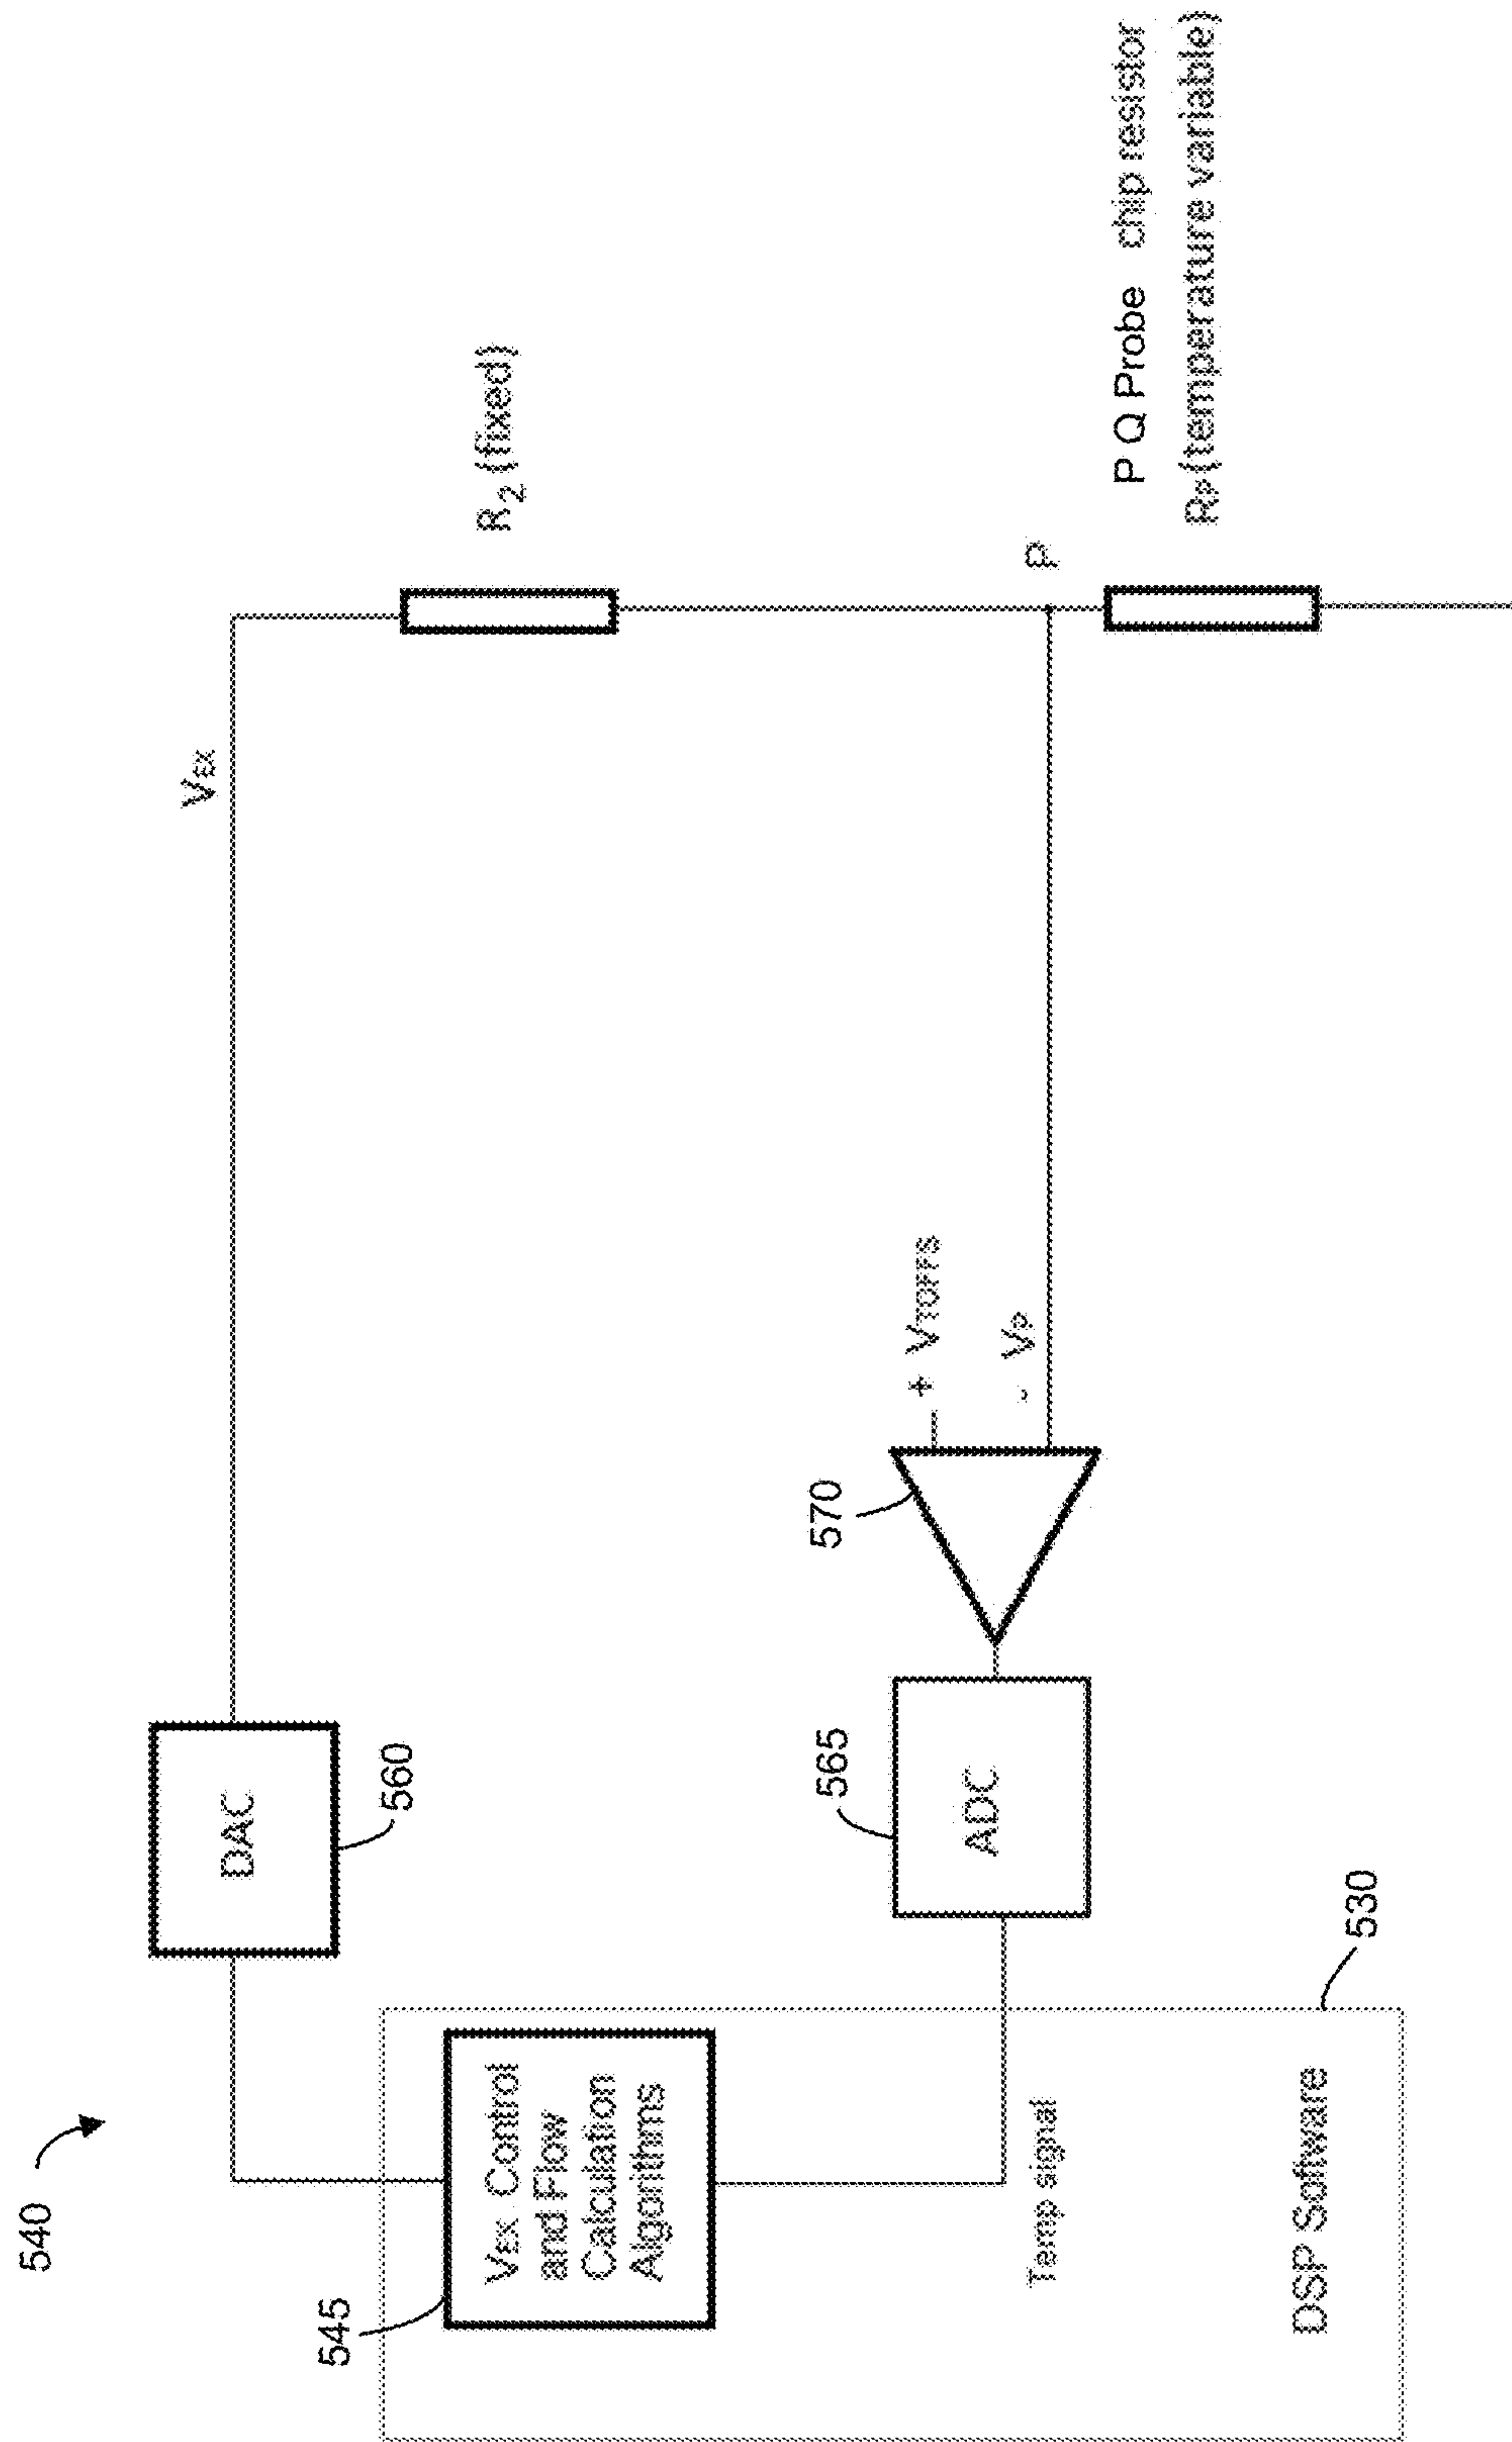 540
545
VEX Control
and Flow
Calculation
Algorithms
DAC
560
VEX
R2 (fixed)
Temp signal
DSP Software
530
ADC
565
570
+ VTOFFS
- VP
P
P Q Probe chip resistor
RP (temperature variable)